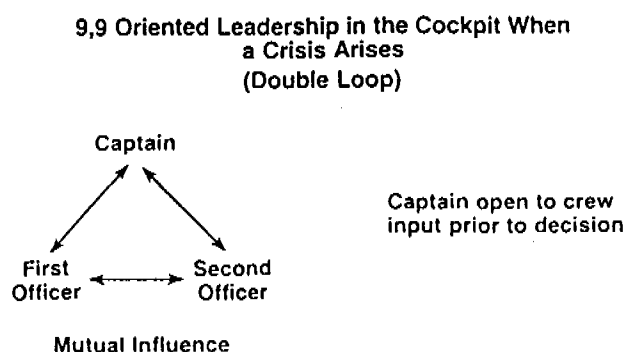 9,9 Oriented Leadership in the Cockpit When
a Crisis Arises
(Double Loop)
Captain
Captain open to crew
input prior to decision
First
Officer
Second
Officer
Mutual Influence